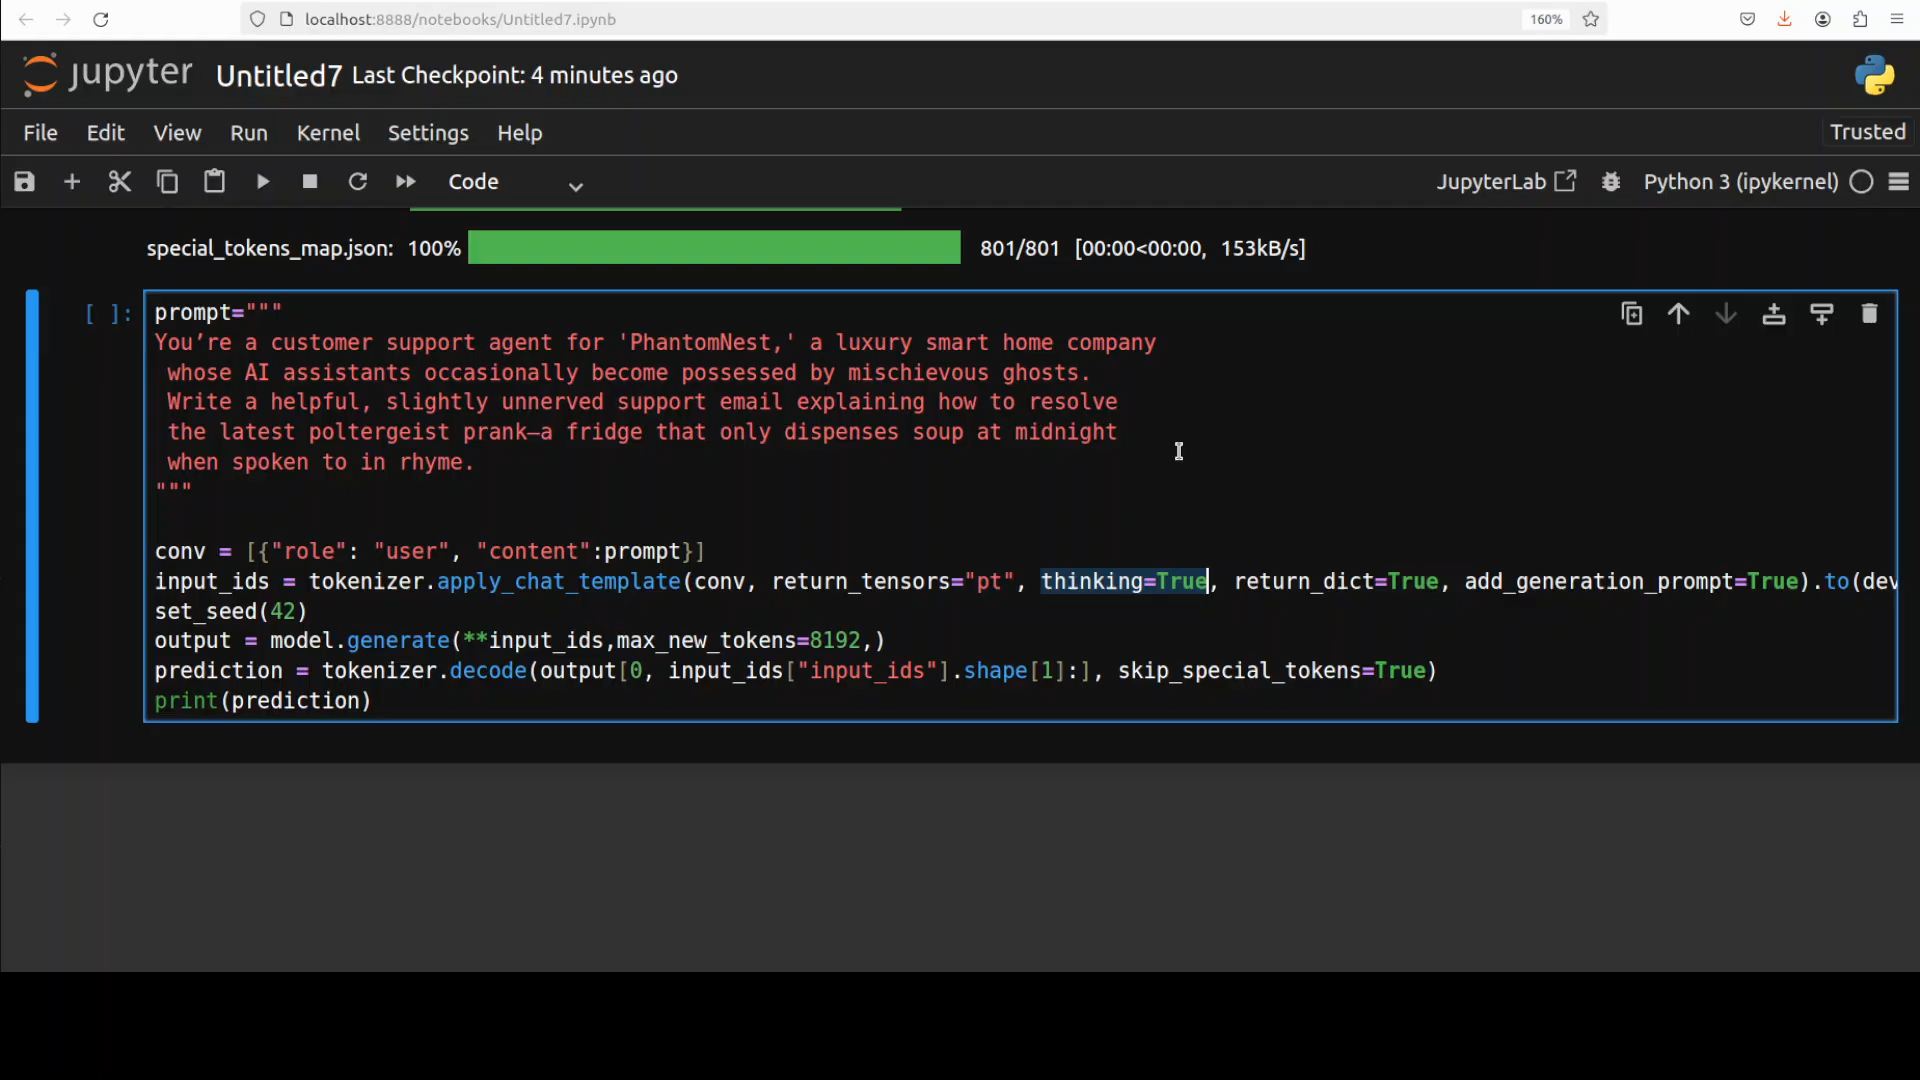 localhost:8888/notebooks/Untitled7.ipynb
160%
jupyter Untitled7 Last Checkpoint: 4 minutes ago
File Edit View Run Kernel Settings Help
Trusted
Code
JupyterLab
Python 3 (ipykernel)
special_tokens_map.json: 100% 801/801 [00:00<00:00, 153kB/s]
[ ]:
prompt="""
You’re a customer support agent for 'PhantomNest,' a luxury smart home company
whose AI assistants occasionally become possessed by mischievous ghosts.
Write a helpful, slightly unnerved support email explaining how to resolve
the latest poltergeist prank—a fridge that only dispenses soup at midnight
when spoken to in rhyme.
"""
conv = [{"role": "user", "content":prompt}]
input_ids = tokenizer.apply_chat_template(conv, return_tensors="pt", thinking=True, return_dict=True, add_generation_prompt=True).to(dev
set_seed(42)
output = model.generate(**input_ids,max_new_tokens=8192,)
prediction = tokenizer.decode(output[0, input_ids["input_ids"].shape[1]:], skip_special_tokens=True)
print(prediction)